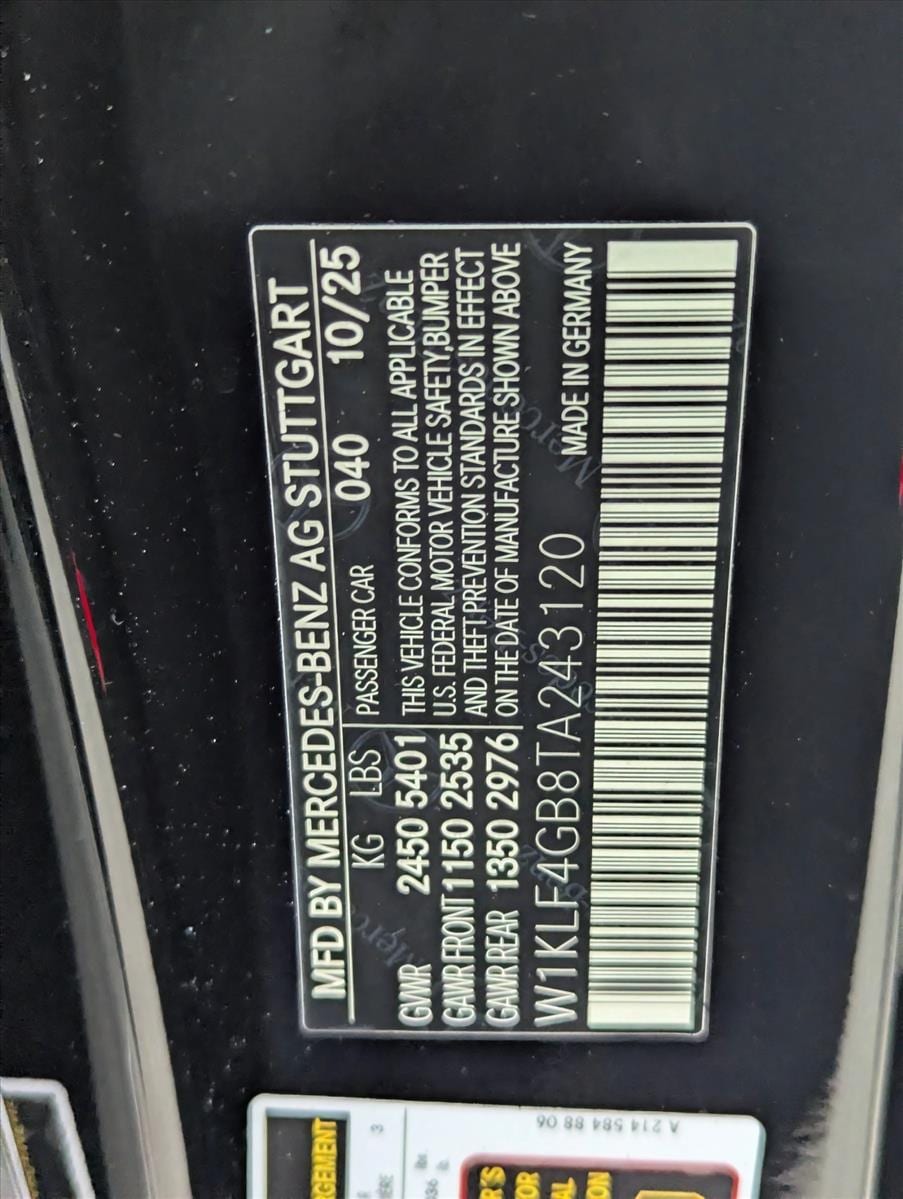 MFD BY MERCEDES-BENZ AG STUTTGART
KG LBS 040 10/25
PASSENGER CAR
GVWR 2450 5401
GAWR FRONT 1150 2535
GAWR REAR 1350 2976
THIS VEHICLE CONFORMS TO ALL APPLICABLE
U.S. FEDERAL MOTOR VEHICLE SAFETY,BUMPER
AND THEFT PREVENTION STANDARDS IN EFFECT
ON THE DATE OF MANUFACTURE SHOWN ABOVE
W1KLF4GB8TA243120
MADE IN GERMANY
A 214 584 88 06